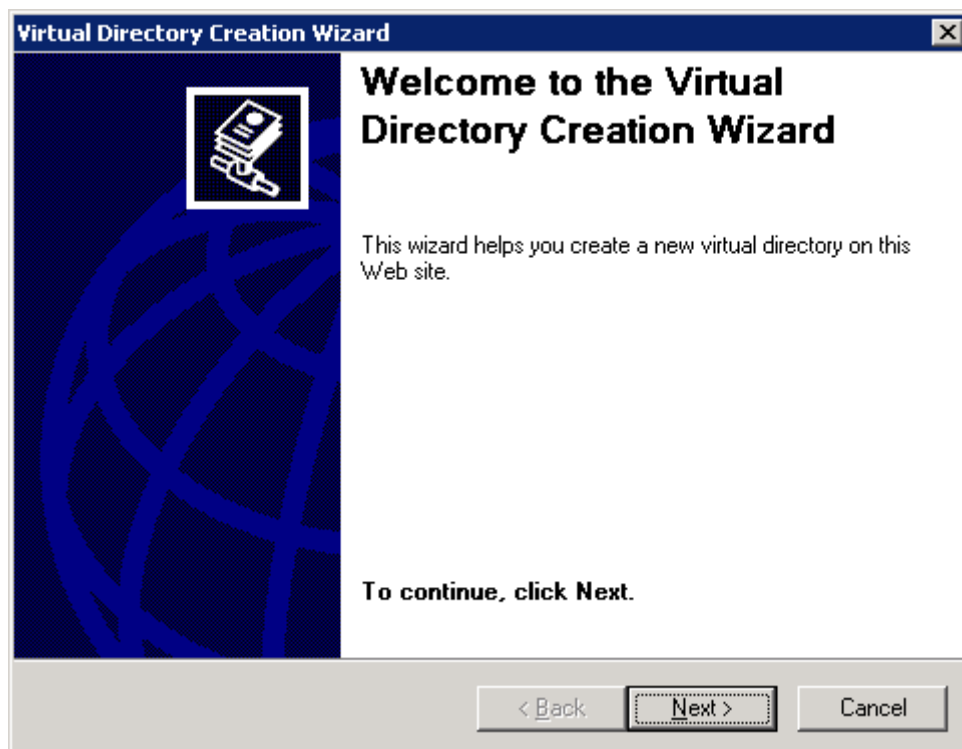 Virtual Directory Creation Wizard
Welcome to the Virtual
Directory Creation Wizard
This wizard helps you create a new virtual directory on this
Web site.
To continue, click Next.
< Back
Next >
Cancel